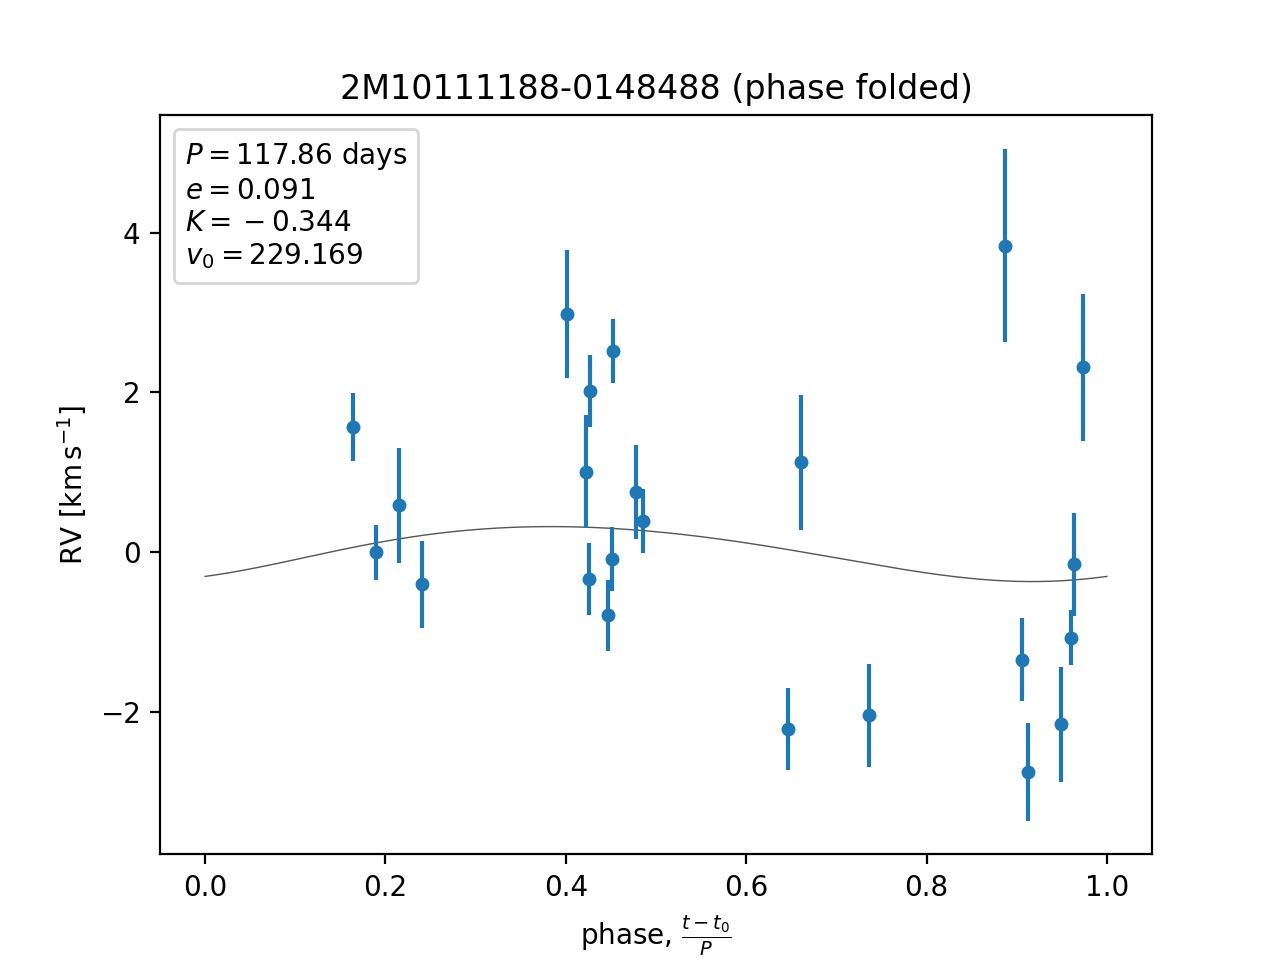 2M10111188-0148488 (phase folded)
P = 117.86 days
e = 0.091
K = −0.344
v₀ = 229.169
4
2
0
−2
RV [km s⁻¹]
0.0 0.2 0.4 0.6 0.8 1.0
phase, (t − t₀)/P